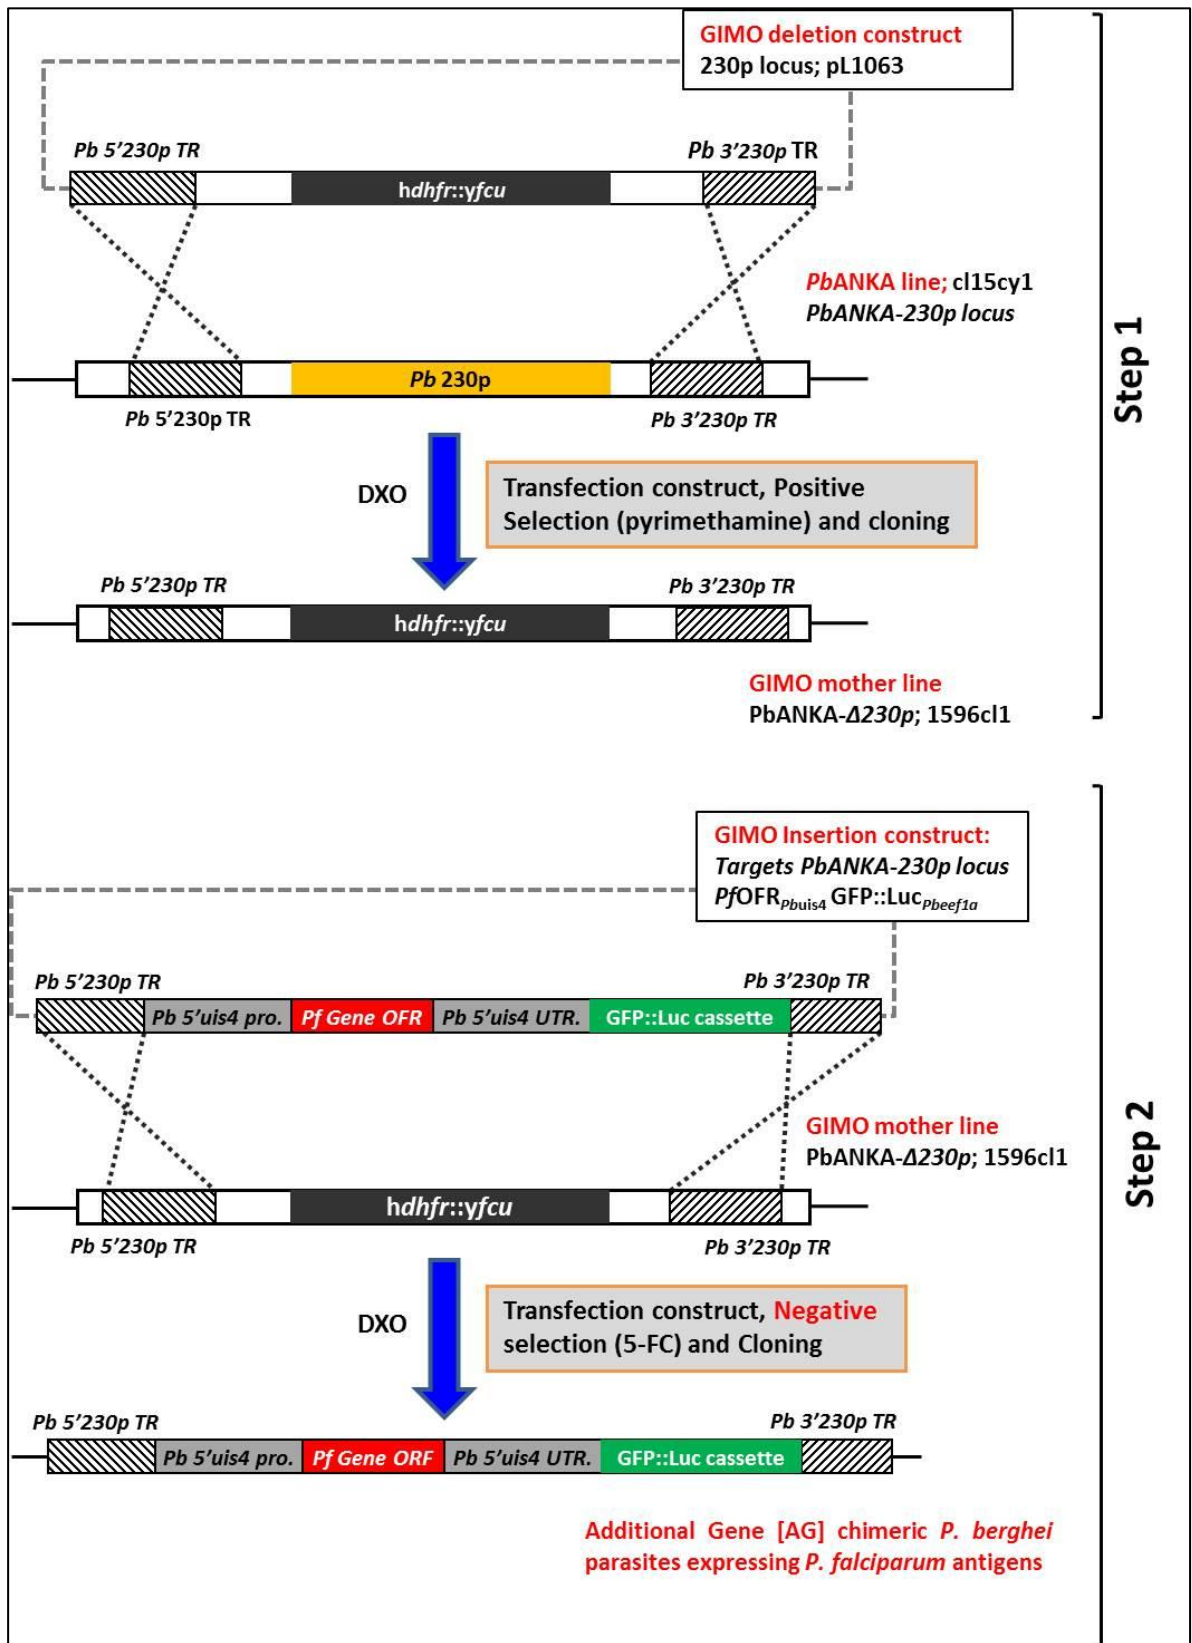 GIMO deletion construct
230p locus; pL1063
Pb 5’230p TR
Pb 3’230p TR
hdhfr::yfcu
PbANKA line; cl15cy1
PbANKA-230p locus
Pb 230p
Pb 5’230p TR
Pb 3’230p TR
DXO
Transfection construct, Positive
Selection (pyrimethamine) and cloning
Pb 5’230p TR
Pb 3’230p TR
hdhfr::yfcu
GIMO mother line
PbANKA-Δ230p; 1596cl1
Step 1
GIMO Insertion construct:
Targets PbANKA-230p locus
PfOFRPbuis4 GFP::LucPbeef1a
Pb 5’230p TR
Pb 3’230p TR
Pb 5’uis4 pro.
Pf Gene OFR
Pb 5’uis4 UTR.
GFP::Luc cassette
GIMO mother line
PbANKA-Δ230p; 1596cl1
hdhfr::yfcu
Pb 5’230p TR
Pb 3’230p TR
DXO
Transfection construct, Negative
selection (5-FC) and Cloning
Pb 5’230p TR
Pb 3’230p TR
Pb 5’uis4 pro.
Pf Gene ORF
Pb 5’uis4 UTR.
GFP::Luc cassette
Additional Gene [AG] chimeric P. berghei
parasites expressing P. falciparum antigens
Step 2